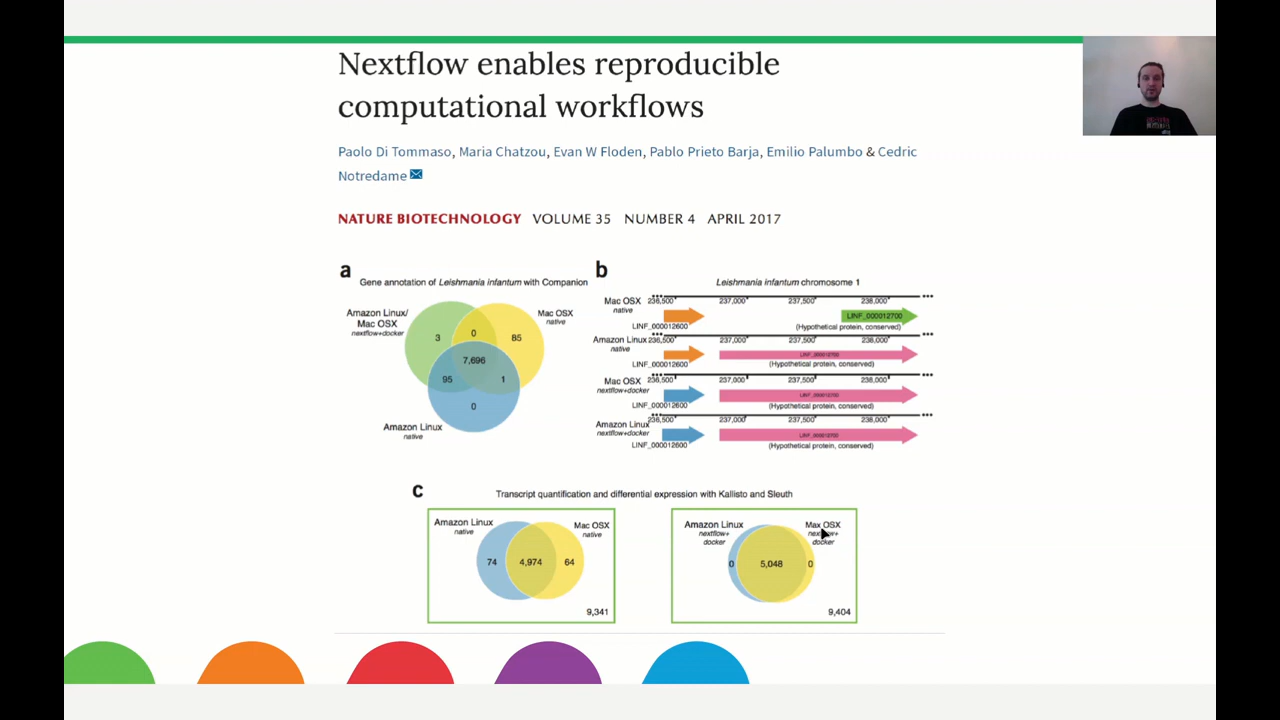 Nextflow enables reproducible
computational workflows
Paolo Di Tommaso, Maria Chatzou, Evan W Floden, Pablo Prieto Barja, Emilio Palumbo & Cedric
Notredame
NATURE BIOTECHNOLOGY VOLUME 35 NUMBER 4 APRIL 2017
a
Gene annotation of Leishmania infantum with Companion
Amazon Linux/
Mac OSX
nextflow+docker
Mac OSX
native
3
0
85
7,696
95
1
0
Amazon Linux
native
b
Leishmania infantum chromosome 1
Mac OSX
native
236,500
237,000
237,500
238,000
LINF_000012600
LINF_000012700
(Hypothetical protein, conserved)
Amazon Linux
native
236,500
237,000
237,500
238,000
LINF_000012600
LINF_000012700
(Hypothetical protein, conserved)
Mac OSX
nextflow+docker
236,500
237,000
237,500
238,000
LINF_000012600
LINF_000012700
(Hypothetical protein, conserved)
Amazon Linux
nextflow+docker
236,500
237,000
237,500
238,000
LINF_000012600
LINF_000012700
(Hypothetical protein, conserved)
c
Transcript quantification and differential expression with Kallisto and Sleuth
Amazon Linux
native
Mac OSX
native
74
4,974
64
9,341
Amazon Linux
nextflow+
docker
Max OSX
nextflow+
docker
0
5,048
0
9,404